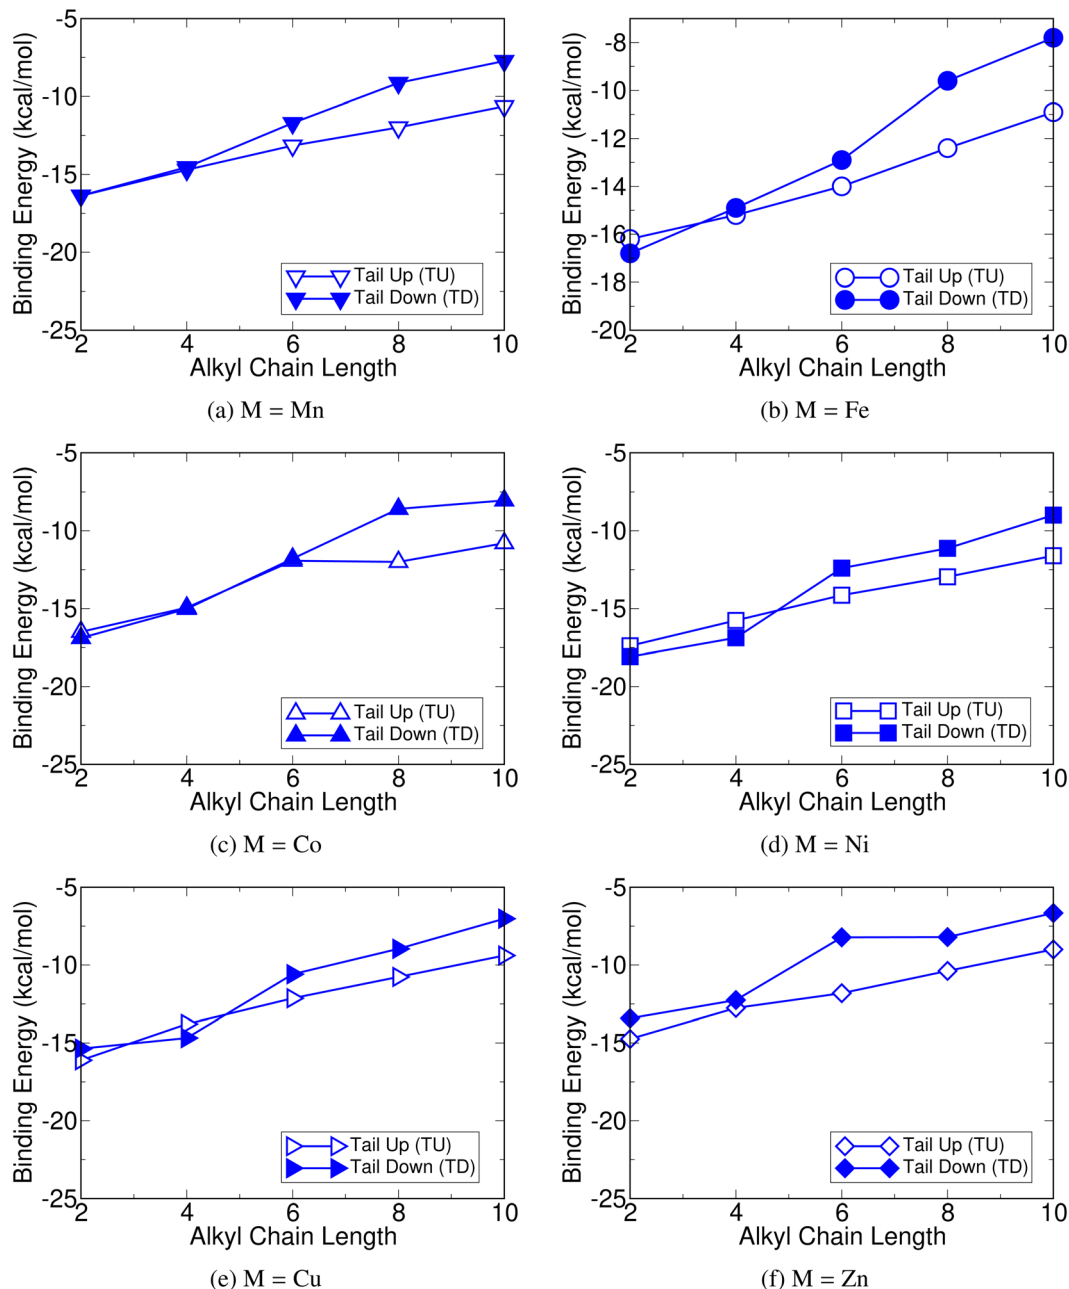 -5
-10
-15
-20
-25
Binding Energy (kcal/mol)
Tail Up (TU)
Tail Down (TD)
2 4 6 8 10
Alkyl Chain Length
(a) M = Mn
-8
-10
-12
-14
-16
-18
-20
Binding Energy (kcal/mol)
Tail Up (TU)
Tail Down (TD)
2 4 6 8 10
Alkyl Chain Length
(b) M = Fe
-5
-10
-15
-20
-25
Binding Energy (kcal/mol)
Tail Up (TU)
Tail Down (TD)
2 4 6 8 10
Alkyl Chain Length
(c) M = Co
-5
-10
-15
-20
-25
Binding Energy (kcal/mol)
Tail Up (TU)
Tail Down (TD)
2 4 6 8 10
Alkyl Chain Length
(d) M = Ni
-5
-10
-15
-20
-25
Binding Energy (kcal/mol)
Tail Up (TU)
Tail Down (TD)
2 4 6 8 10
Alkyl Chain Length
(e) M = Cu
-5
-10
-15
-20
-25
Binding Energy (kcal/mol)
Tail Up (TU)
Tail Down (TD)
2 4 6 8 10
Alkyl Chain Length
(f) M = Zn